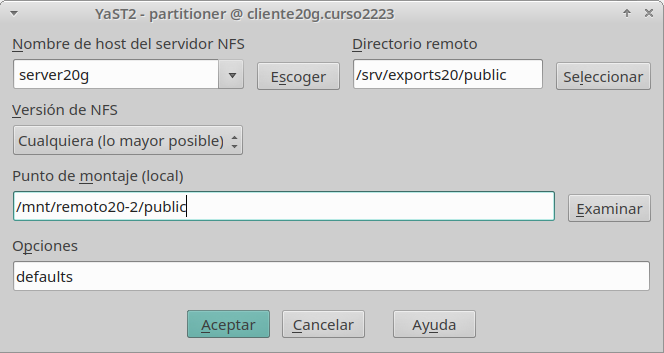 YaST2 - partitioner @ cliente20g.curso2223
Nombre de host del servidor NFS
Directorio remoto
server20g
Escoger
/srv/exports20/public
Seleccionar
Versión de NFS
Cualquiera (lo mayor posible)
Punto de montaje (local)
/mnt/remoto20-2/public
Examinar
Opciones
defaults
Aceptar
Cancelar
Ayuda